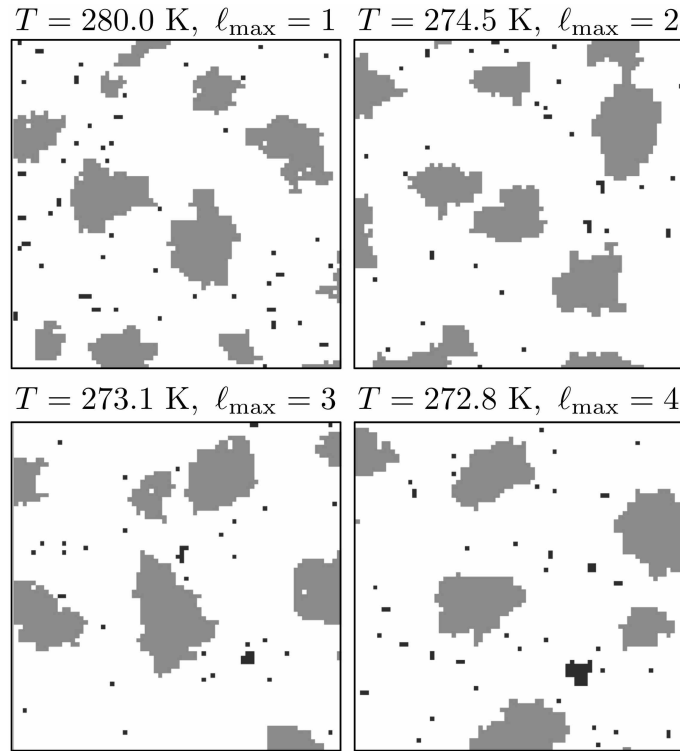 T = 280.0 K, ℓmax = 1
T = 274.5 K, ℓmax = 2
T = 273.1 K, ℓmax = 3
T = 272.8 K, ℓmax = 4